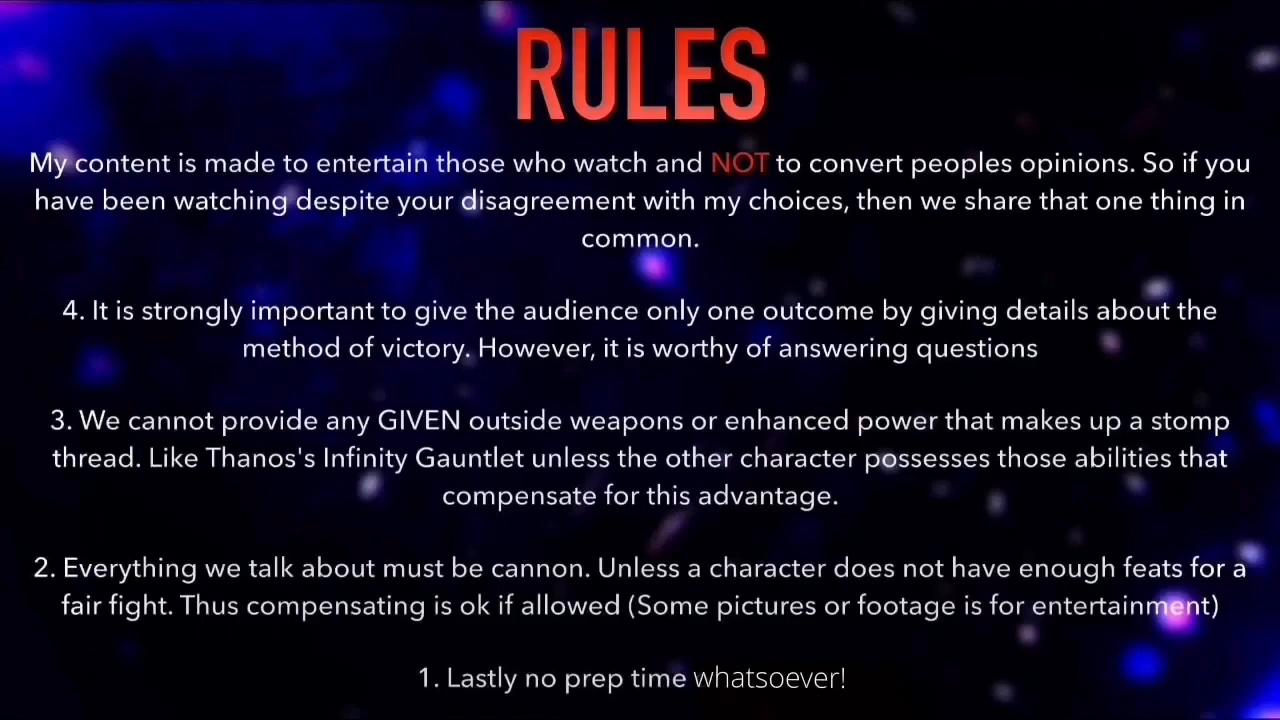 RULES
My content is made to entertain those who watch and NOT to convert peoples opinions. So if you
have been watching despite your disagreement with my choices, then we share that one thing in
common.
4. It is strongly important to give the audience only one outcome by giving details about the
method of victory. However, it is worthy of answering questions
3. We cannot provide any GIVEN outside weapons or enhanced power that makes up a stomp
thread. Like Thanos's Infinity Gauntlet unless the other character possesses those abilities that
compensate for this advantage.
2. Everything we talk about must be cannon. Unless a character does not have enough feats for a
fair fight. Thus compensating is ok if allowed (Some pictures or footage is for entertainment)
1. Lastly no prep time whatsoever!